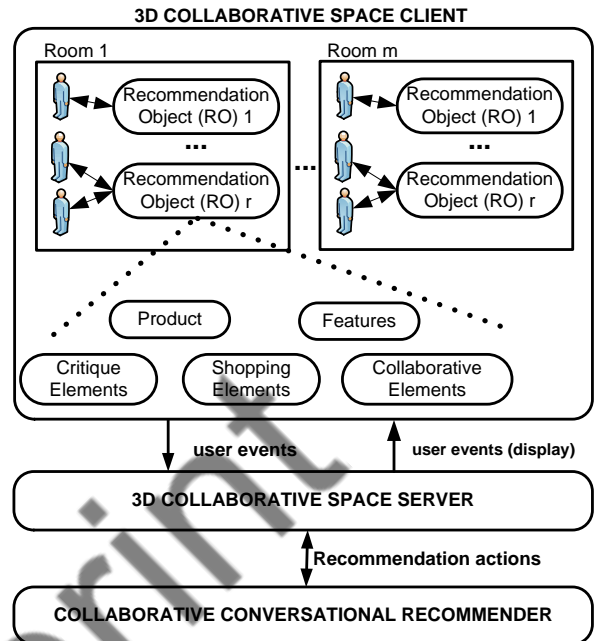 3D COLLABORATIVE SPACE CLIENT
Room 1
Recommendation
Object (RO) 1
...
Recommendation
Object (RO) r
...
Room m
Recommendation
Object (RO) 1
...
Recommendation
Object (RO) r
Product
Features
Critique
Elements
Shopping
Elements
Collaborative
Elements
user events
user events (display)
3D COLLABORATIVE SPACE SERVER
Recommendation actions
COLLABORATIVE CONVERSATIONAL RECOMMENDER
print